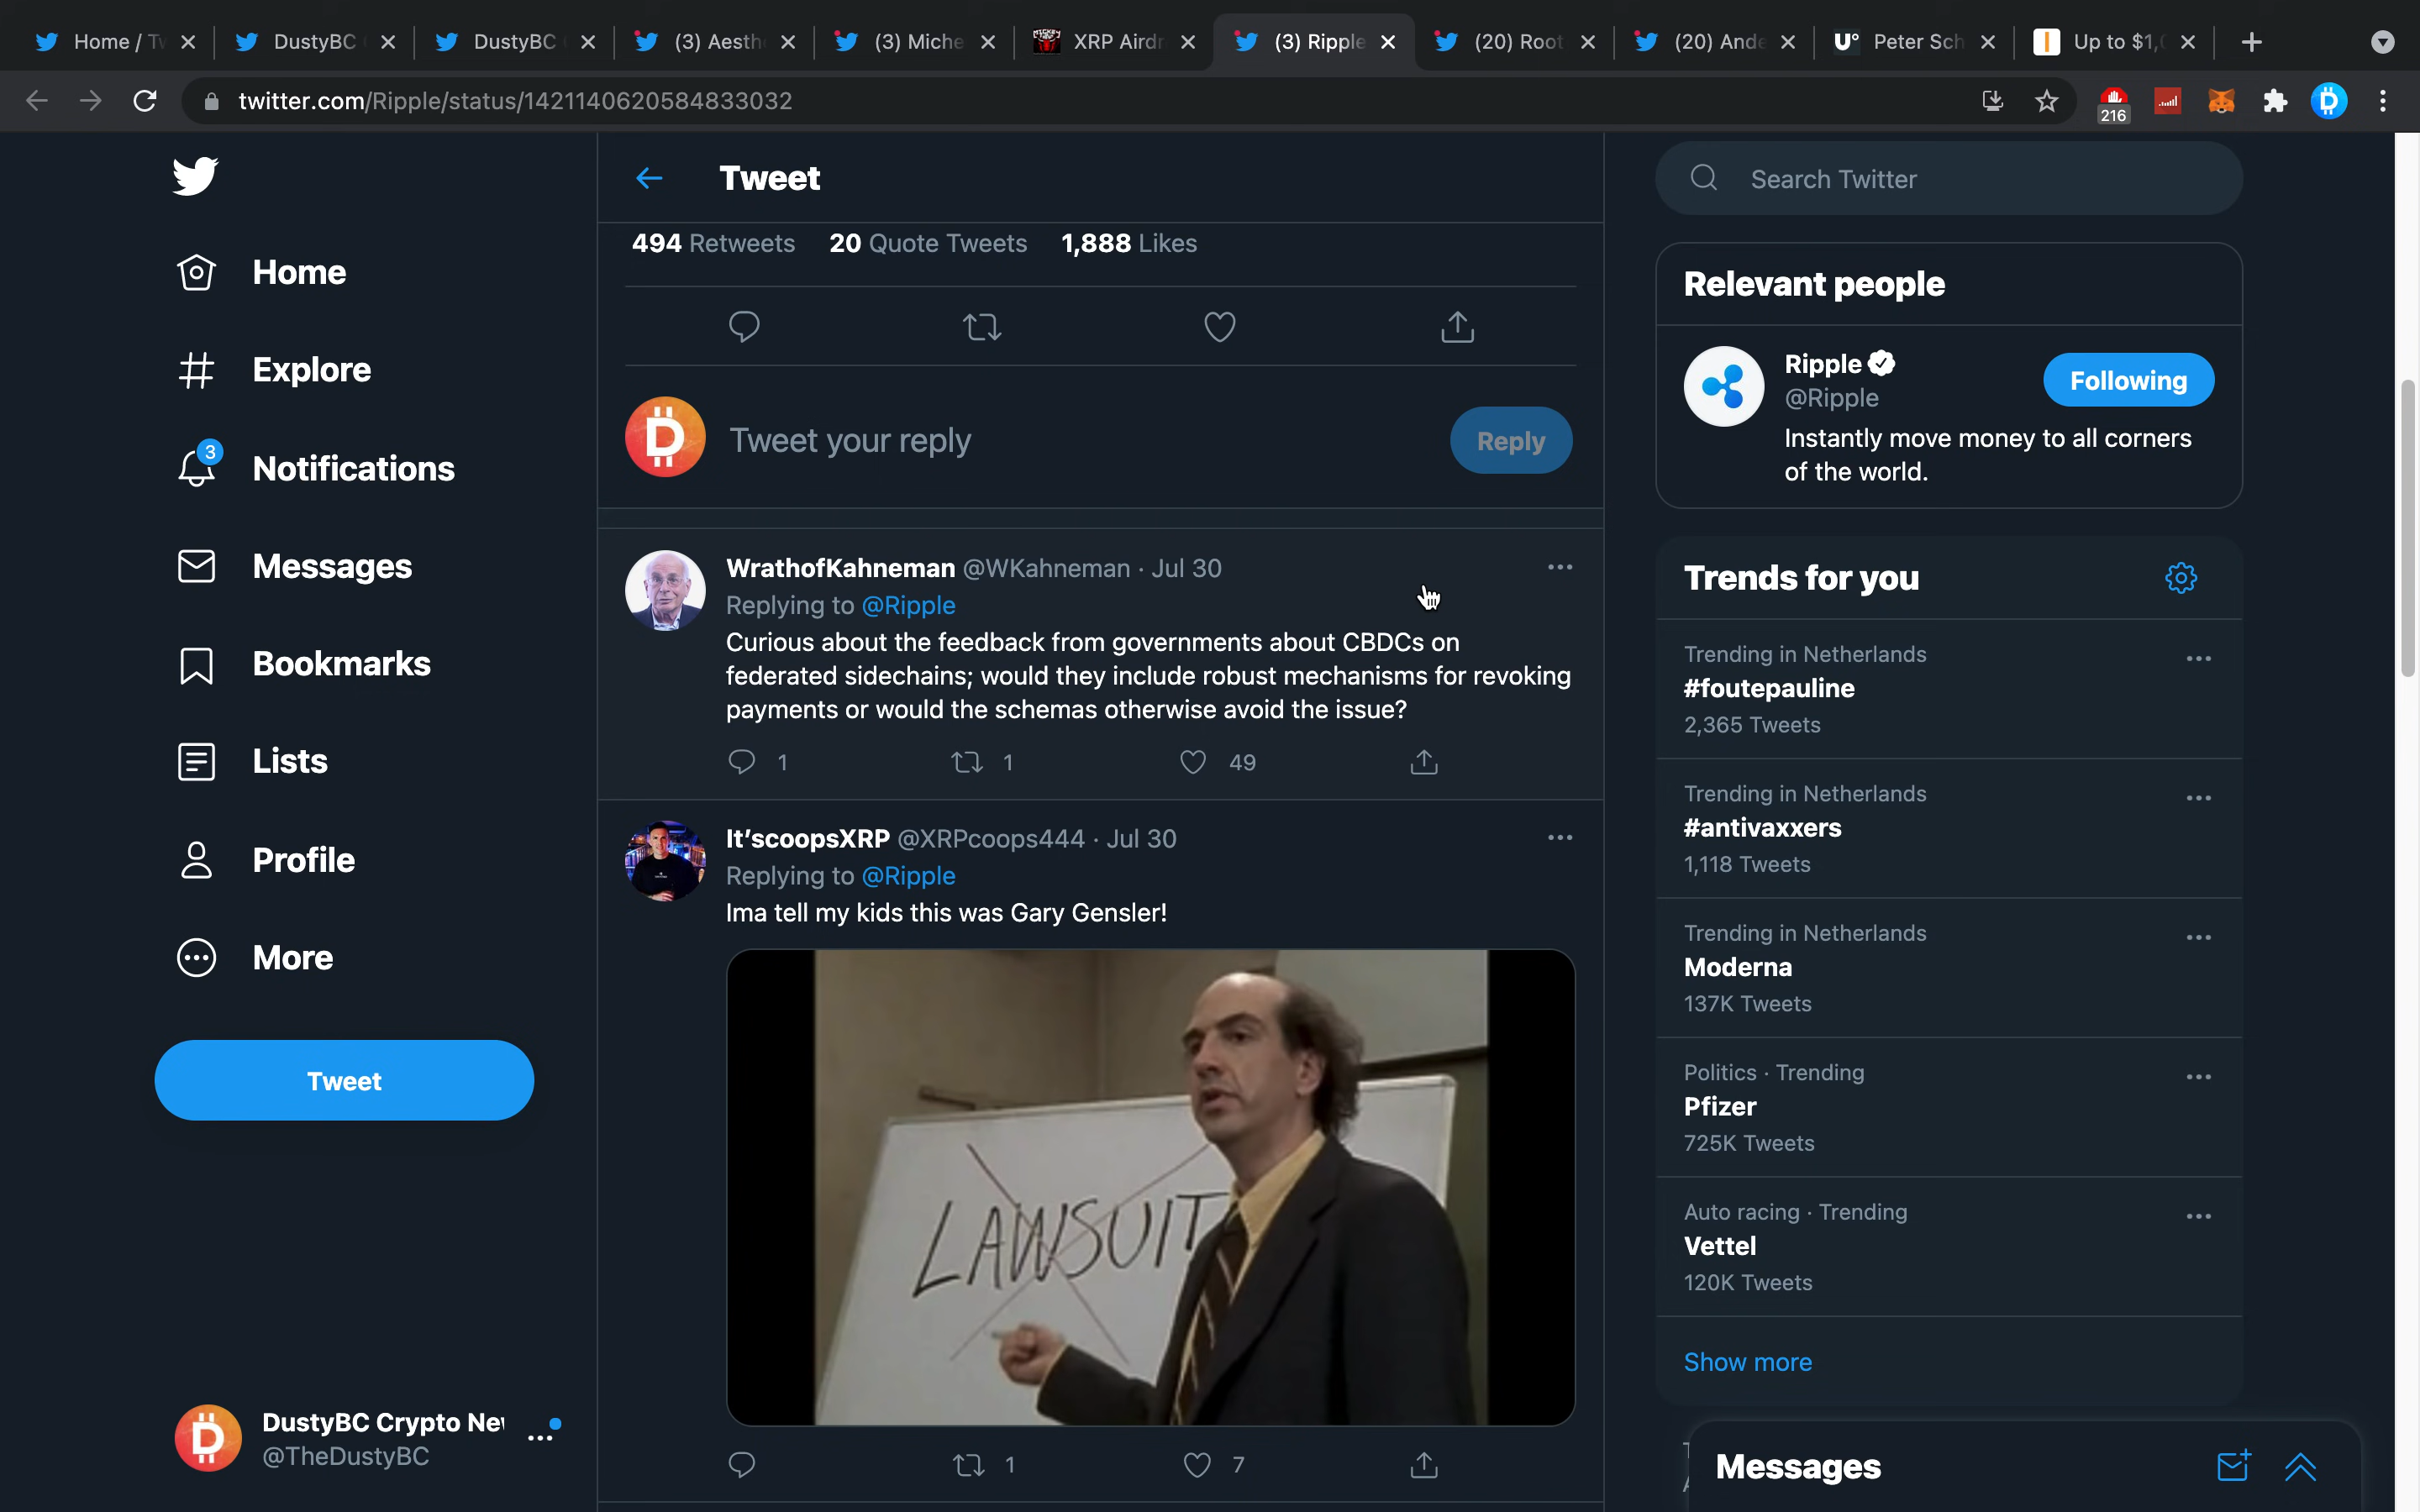 Home / Tw
DustyBC
DustyBC
(3) Aesth
(3) Miche
XRP Airdr
(3) Ripple
(20) Root
(20) Ande
U° Peter Sch
Up to $1,
twitter.com/Ripple/status/1421140620584833032
216
Home
Explore
3
Notifications
Messages
Bookmarks
Lists
Profile
More
Tweet
DustyBC Crypto Ne
@TheDustyBC
Tweet
494 Retweets 20 Quote Tweets 1,888 Likes
Tweet your reply
Reply
WrathofKahneman @WKahneman · Jul 30
Replying to @Ripple
Curious about the feedback from governments about CBDCs on
federated sidechains; would they include robust mechanisms for revoking
payments or would the schemas otherwise avoid the issue?
1 1 49
It'scoopsXRP @XRPcoops444 · Jul 30
Replying to @Ripple
Ima tell my kids this was Gary Gensler!
LAWSUIT
1 7
Search Twitter
Relevant people
Ripple
@Ripple
Following
Instantly move money to all corners
of the world.
Trends for you
Trending in Netherlands
#foutepauline
2,365 Tweets
Trending in Netherlands
#antivaxxers
1,118 Tweets
Trending in Netherlands
Moderna
137K Tweets
Politics · Trending
Pfizer
725K Tweets
Auto racing · Trending
Vettel
120K Tweets
Show more
Messages